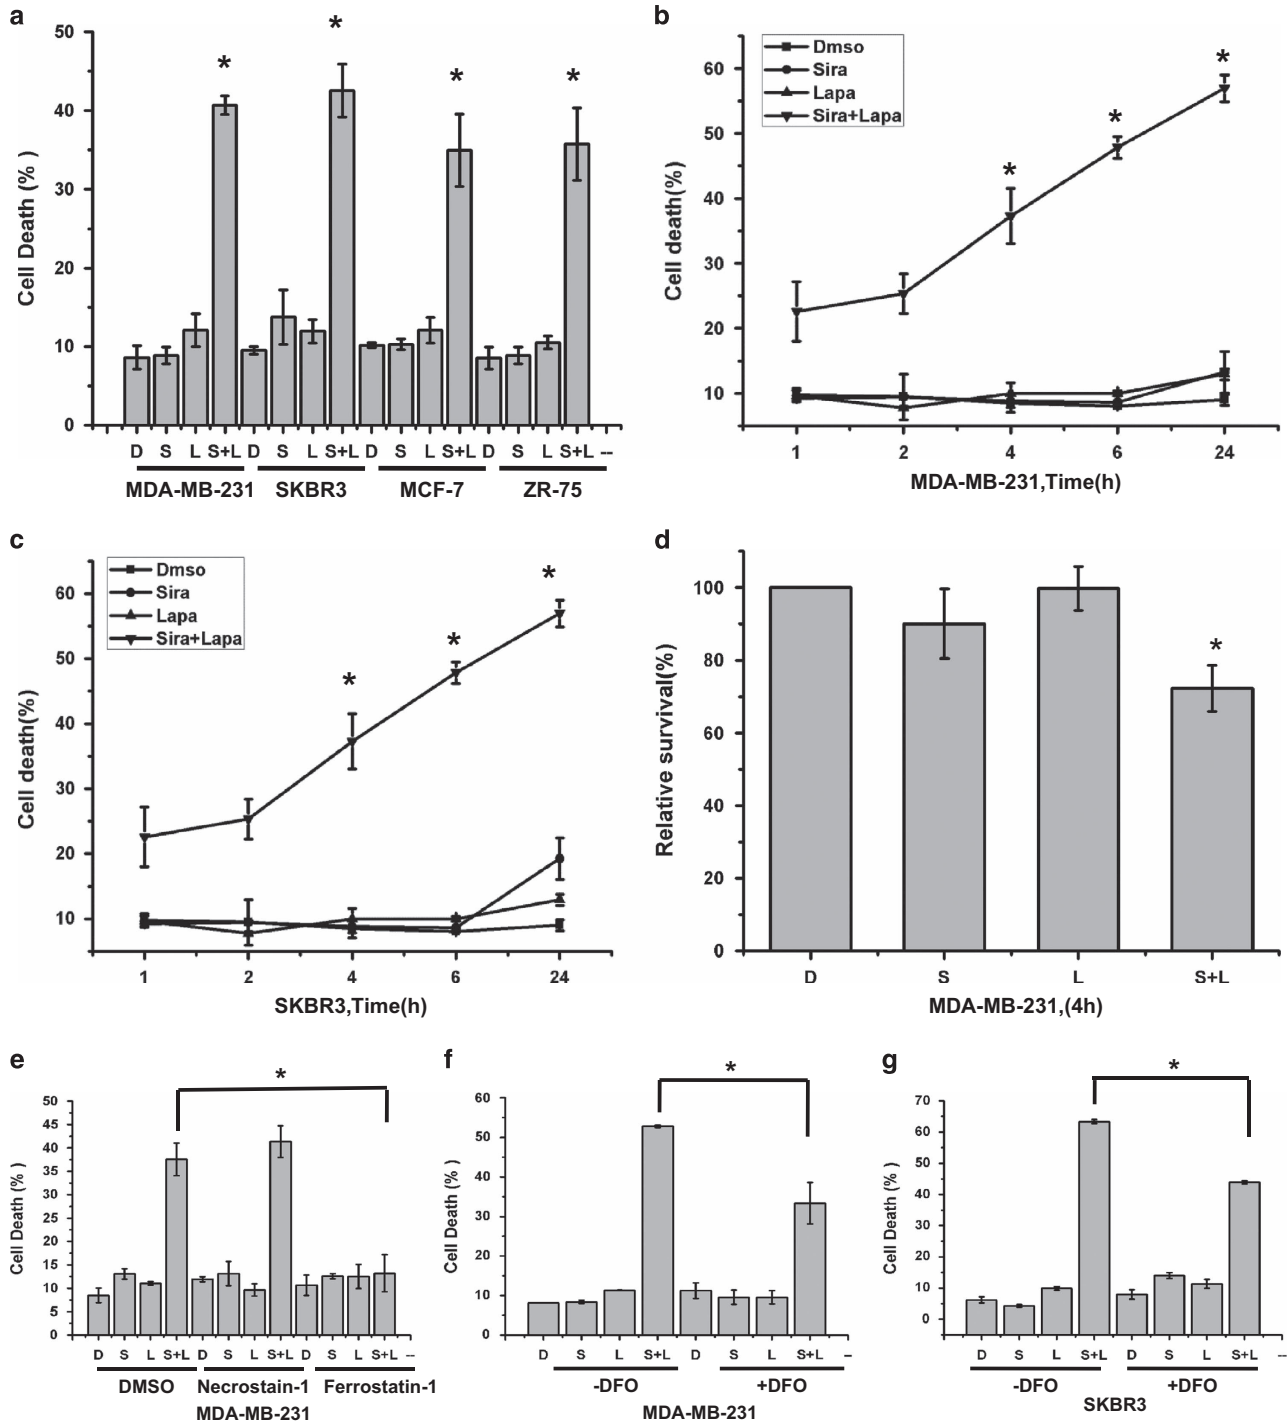 a
50
40
30
20
10
0
Cell Death (% )
* * * *
D S L S+L D S L S+L D S L S+L D S L S+L --
MDA-MB-231 SKBR3 MCF-7 ZR-75
b
Dmso
Sira
Lapa
Sira+Lapa
60
50
40
30
20
10
Cell death(%)
* * *
1 2 4 6 24
MDA-MB-231,Time(h)
c
Dmso
Sira
Lapa
Sira+Lapa
60
50
40
30
20
10
Cell death(%)
* * *
1 2 4 6 24
SKBR3,Time(h)
d
100
80
60
40
20
0
Relative survival(%)
*
D S L S+L
MDA-MB-231,(4h)
e
*
50
45
40
35
30
25
20
15
10
5
0
Cell Death (% )
D S L S+L D S L S+L D S L S+L --
DMSO Necrostain-1 Ferrostatin-1
MDA-MB-231
f
*
60
50
40
30
20
10
0
Cell Death (% )
D S L S+L D S L S+L --
-DFO +DFO
MDA-MB-231
g
*
70
60
50
40
30
20
10
0
Cell Death (% )
D S L S+L D S L S+L --
-DFO +DFO
SKBR3